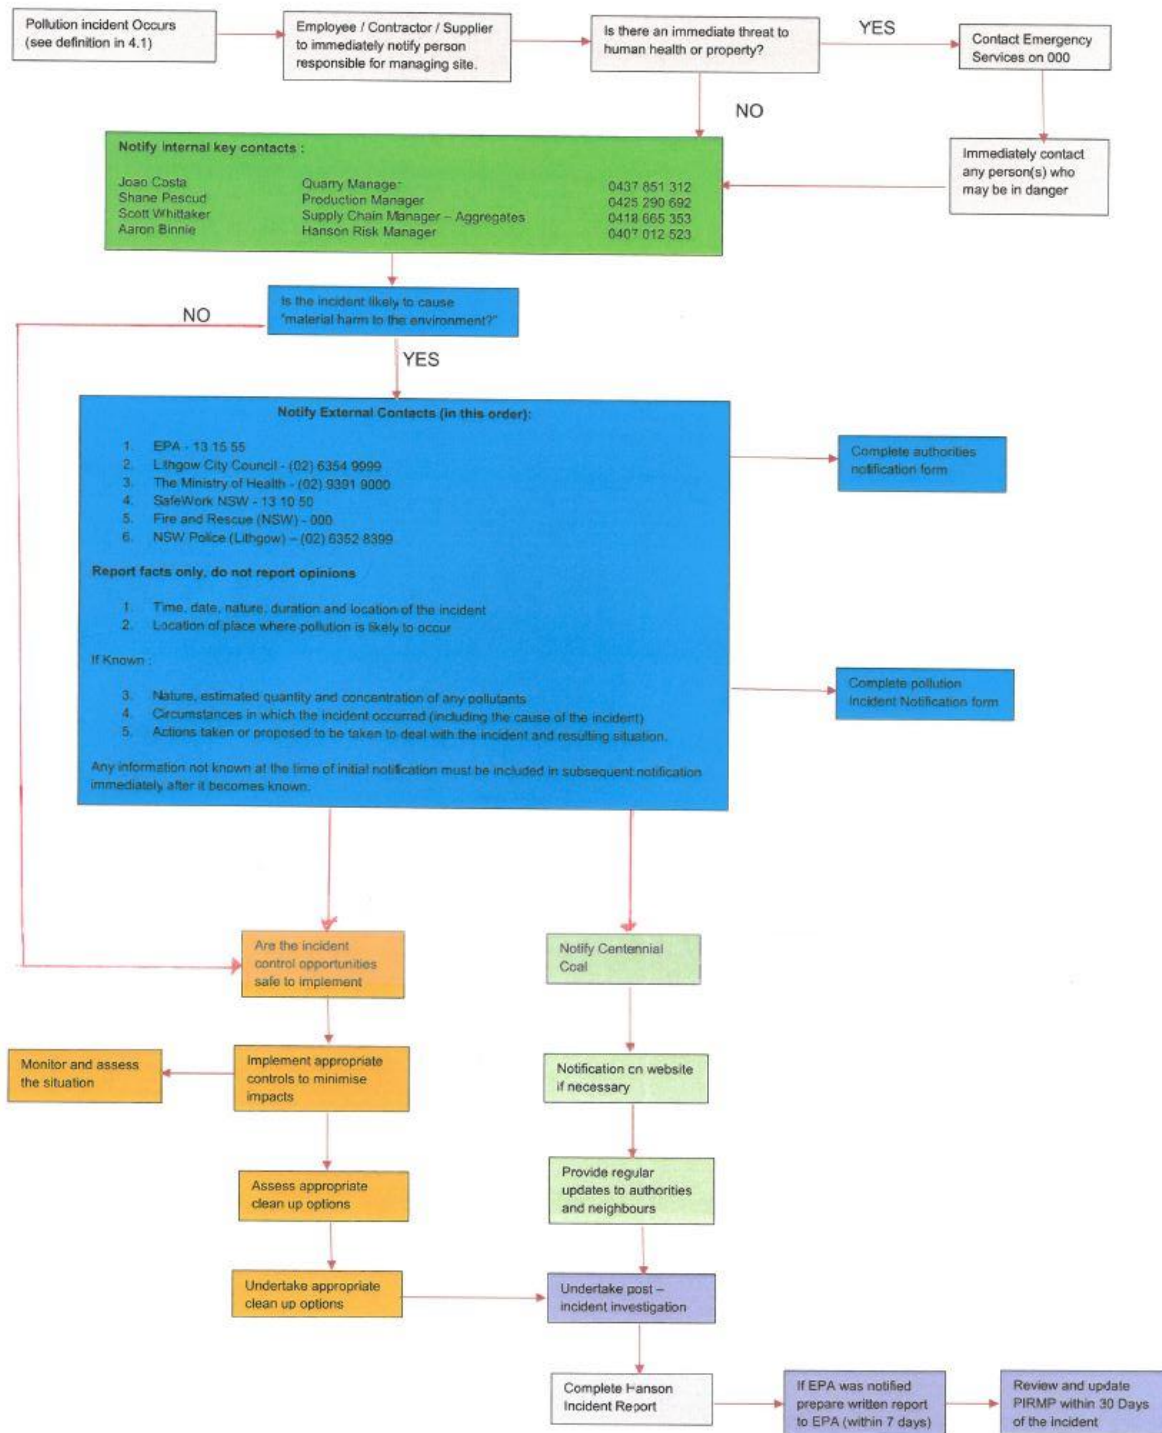 Pollution incident Occurs
(see definition in 4.1)
Employee / Contractor / Supplier
to immediately notify person
responsible for managing site.
Is there an immediate threat to
human health or property?
YES
Contact Emergency
Services on 000
NO
Immediately contact
any person(s) who
may be in danger
Notify Internal key contacts :
Joao Costa Quarry Manager 0437 851 312
Shane Pescud Production Manager 0425 290 692
Scott Whittaker Supply Chain Manager – Aggregates 0418 665 353
Aaron Binnie Hanson Risk Manager 0407 012 523
Is the incident likely to cause
"material harm to the environment?"
NO
YES
Notify External Contacts (in this order):
1. EPA - 13 15 55
2. Lithgow City Council - (02) 6354 9999
3. The Ministry of Health - (02) 9391 9000
4. SafeWork NSW - 13 10 50
5. Fire and Rescue (NSW) - 000
6. NSW Police (Lithgow) – (02) 6352 8399
Report facts only, do not report opinions
1. Time, date, nature, duration and location of the incident
2. Location of place where pollution is likely to occur
If Known :
3. Nature, estimated quantity and concentration of any pollutants
4. Circumstances in which the incident occurred (including the cause of the incident)
5. Actions taken or proposed to be taken to deal with the incident and resulting situation.
Any information not known at the time of initial notification must be included in subsequent notification
immediately after it becomes known.
Complete authorities
notification form
Complete pollution
Incident Notification form
Are the incident
control opportunities
safe to implement
Notify Centennial
Coal
Monitor and assess
the situation
Implement appropriate
controls to minimise
impacts
Notification on website
if necessary
Assess appropriate
clean up options
Provide regular
updates to authorities
and neighbours
Undertake appropriate
clean up options
Undertake post –
incident investigation
Complete Hanson
Incident Report
If EPA was notified
prepare written report
to EPA (within 7 days)
Review and update
PIRMP within 30 Days
of the incident